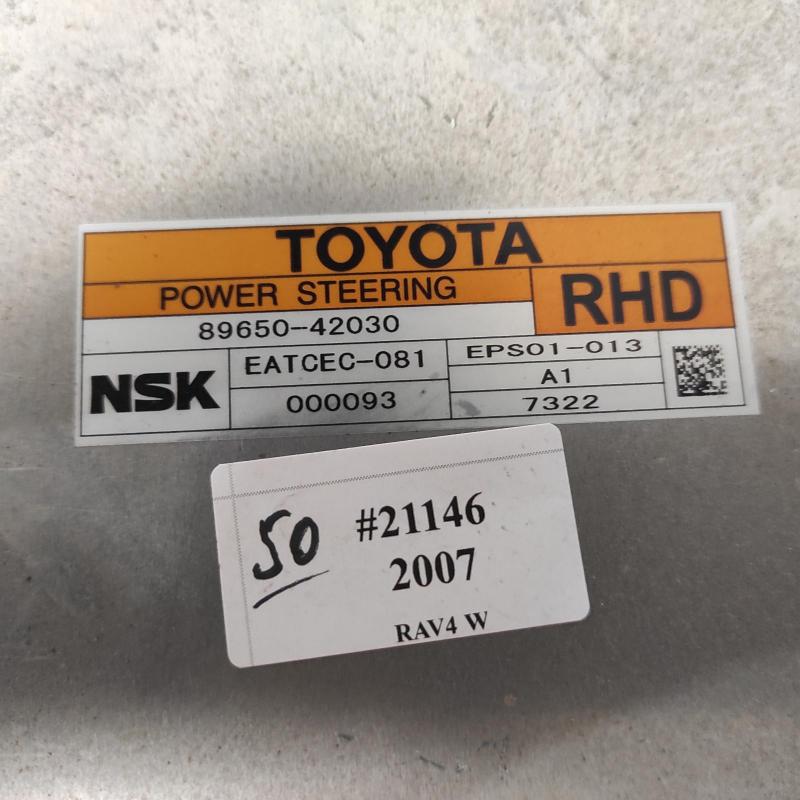 TOYOTA
POWER STEERING
RHD
89650-42030
NSK
EATCEC-081
EPS01-013
A1
000093
7322
50
#21146
2007
RAV4 W